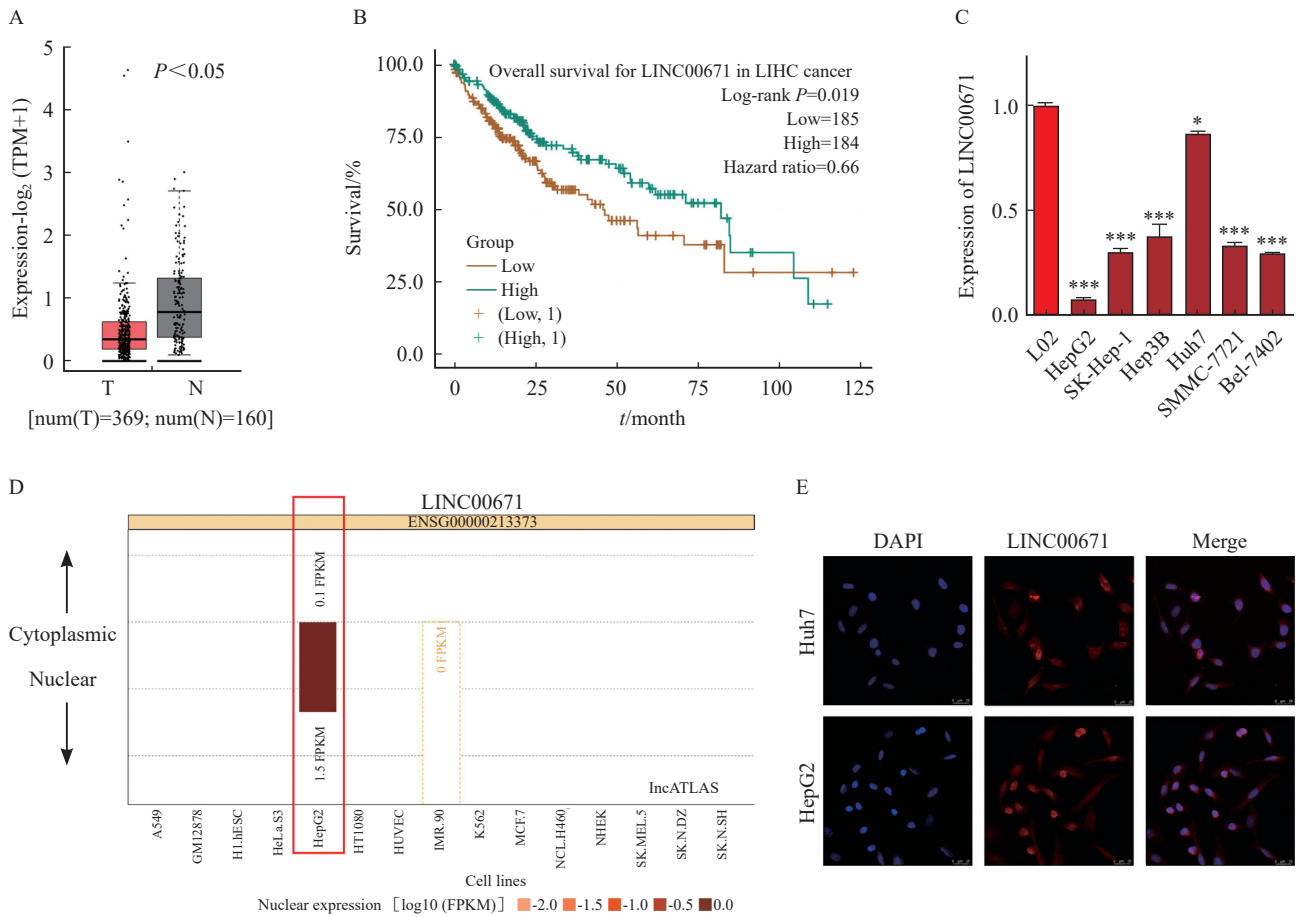 A
5
4
3
2
1
0
Expression-log₂ (TPM+1)
P<0.05
T
N
[num(T)=369; num(N)=160]
B
100.0
75.0
50.0
25.0
0.0
Survival/%
Overall survival for LINC00671 in LIHC cancer
Log-rank P=0.019
Low=185
High=184
Hazard ratio=0.66
Group
Low
High
(Low, 1)
(High, 1)
0
25
50
75
100
125
t/month
C
Expression of LINC00671
1.0
0.5
0.0
***
***
***
*
***
***
L02
HepG2
SK-Hep-1
Hep3B
Huh7
SMMC-7721
Bel-7402
D
LINC00671
ENSG00000213373
Cytoplasmic
Nuclear
0.1 FPKM
1.5 FPKM
0 FPKM
lncATLAS
A549
GM12878
H1.hESC
HeLa.S3
HepG2
HT1080
HUVEC
IMR.90
K562
MCF.7
NCI.H460
NHEK
SK.MEL.5
SK.N.DZ
SK.N.SH
Cell lines
Nuclear expression [log10 (FPKM)] -2.0 -1.5 -1.0 -0.5 0.0
E
DAPI
LINC00671
Merge
Huh7
HepG2